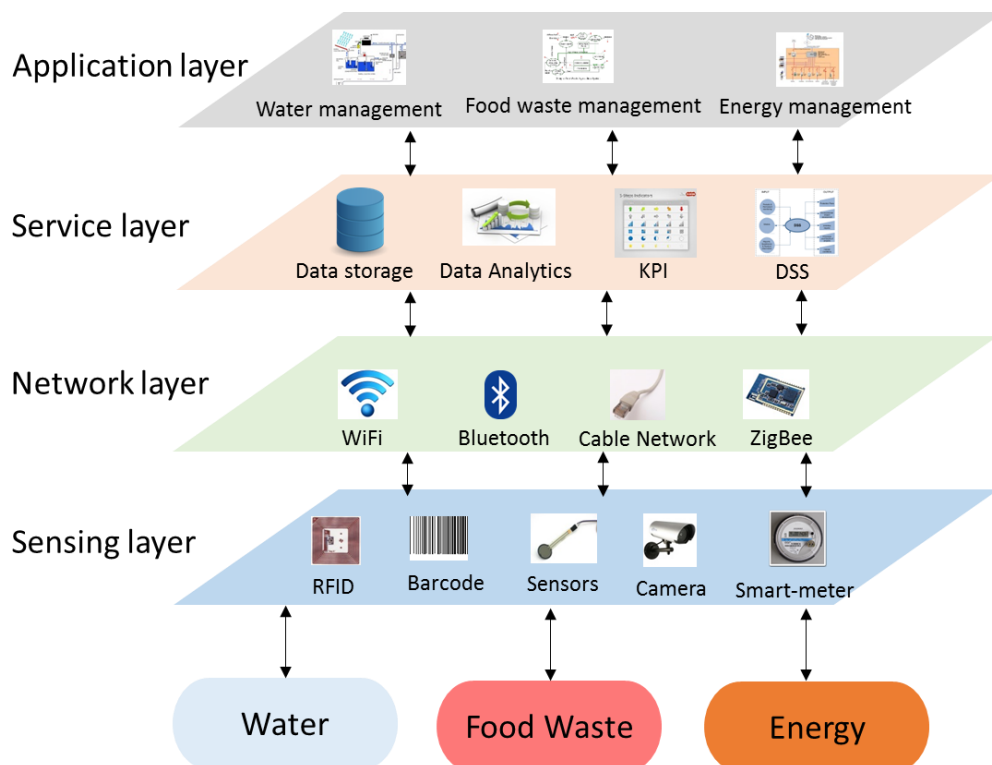 Application layer
Water management
Food waste management
Energy management
Service layer
Data storage
Data Analytics
KPI
DSS
Network layer
WiFi
Bluetooth
Cable Network
ZigBee
Sensing layer
RFID
Barcode
Sensors
Camera
Smart-meter
Water
Food Waste
Energy